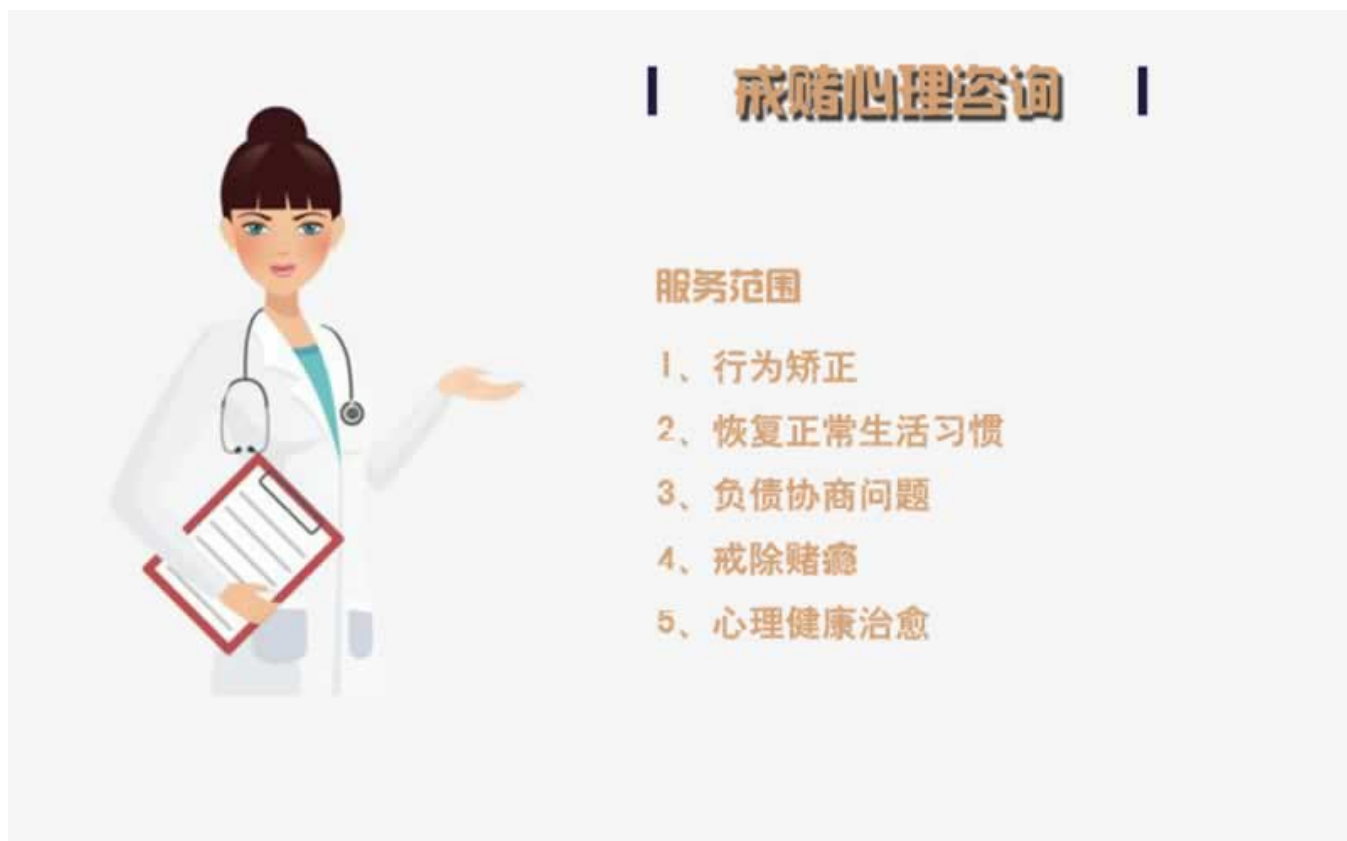 戒赌心理咨询
服务范围
1、行为矫正
2、恢复正常生活习惯
3、负债协商问题
4、戒除赌瘾
5、心理健康治愈